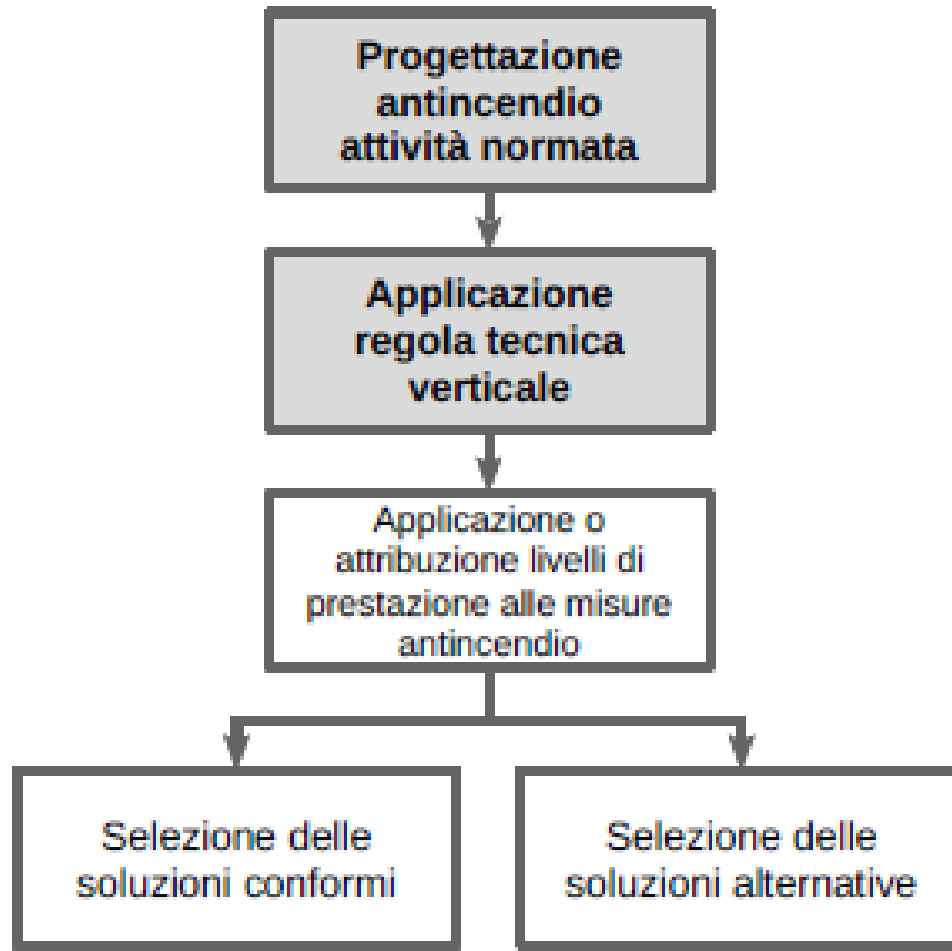 Progettazione
antincendio
attività normata
Applicazione
regola tecnica
verticale
Applicazione o
attribuzione livelli di
prestazione alle misure
antincendio
Selezione delle
soluzioni conformi
Selezione delle
soluzioni alternative